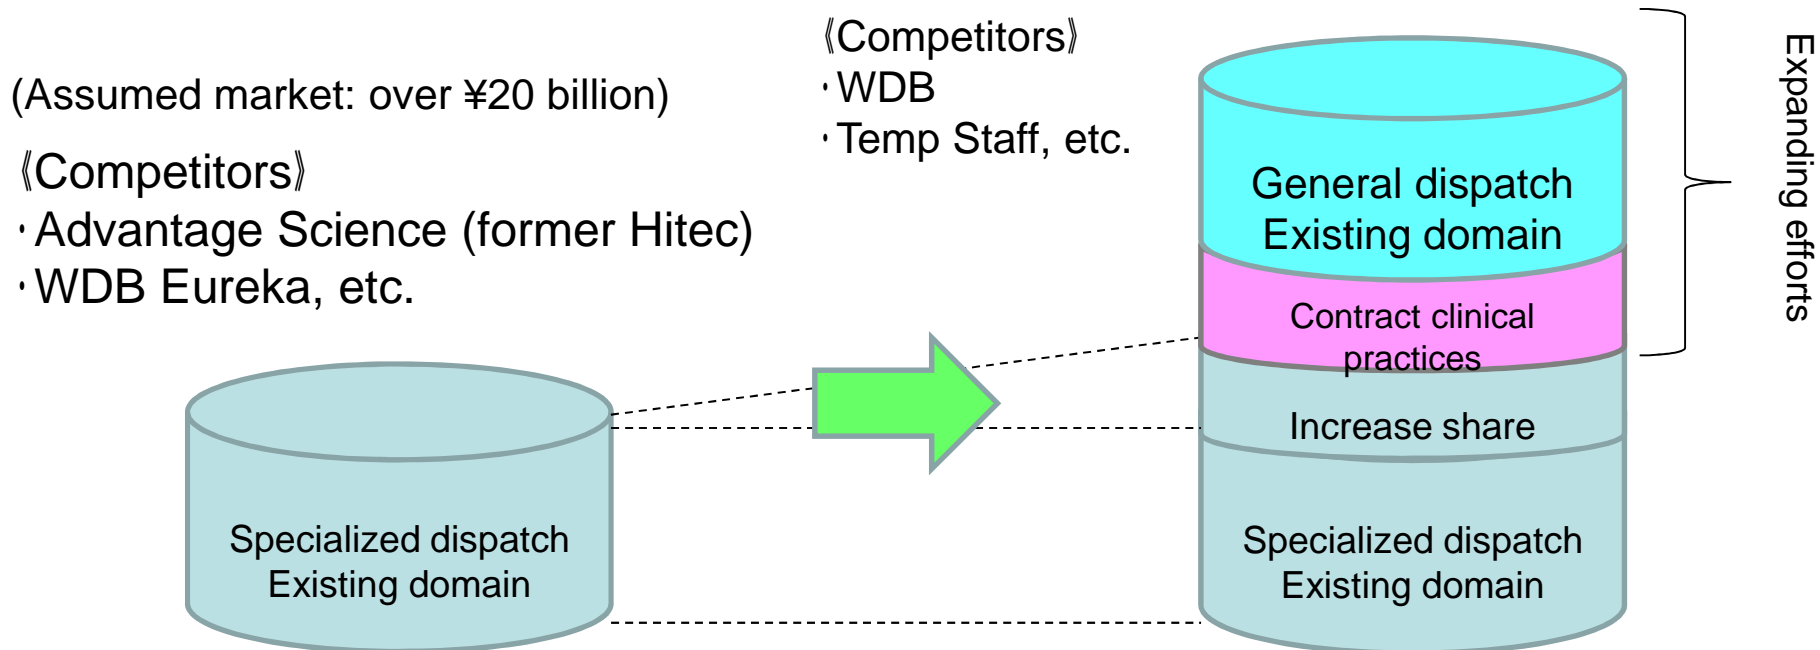 (Assumed market: over ¥20 billion)
《Competitors》
・Advantage Science (former Hitec)
・WDB Eureka, etc.
Specialized dispatch
Existing domain
《Competitors》
・WDB
・Temp Staff, etc.
General dispatch
Existing domain
Contract clinical
practices
Increase share
Specialized dispatch
Existing domain
Expanding efforts